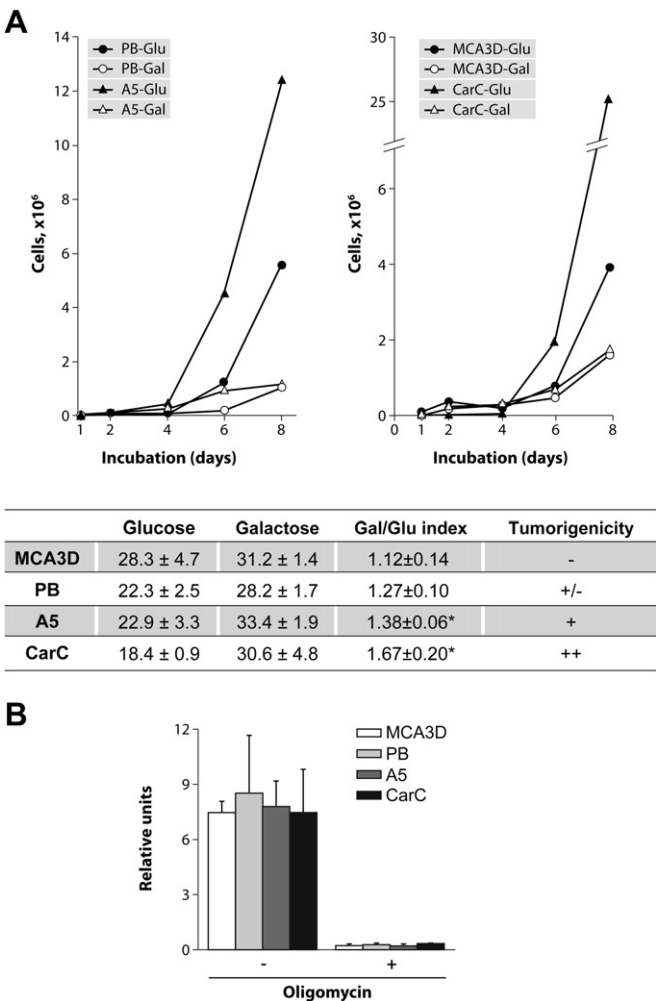 A
14
12
10
8
6
4
2
0
Cells, x10⁶
PB-Glu
PB-Gal
A5-Glu
A5-Gal
1 2 4 6 8
Incubation (days)
30
25
6
4
2
0
Cells, x10⁶
MCA3D-Glu
MCA3D-Gal
CarC-Glu
CarC-Gal
0 1 2 4 6 8
Incubation (days)
Glucose Galactose Gal/Glu index Tumorigenicity
MCA3D 28.3 ± 4.7 31.2 ± 1.4 1.12±0.14 -
PB 22.3 ± 2.5 28.2 ± 1.7 1.27±0.10 +/-
A5 22.9 ± 3.3 33.4 ± 1.9 1.38±0.06* +
CarC 18.4 ± 0.9 30.6 ± 4.8 1.67±0.20* ++
B
12
9
6
3
0
Relative units
MCA3D
PB
A5
CarC
- +
Oligomycin